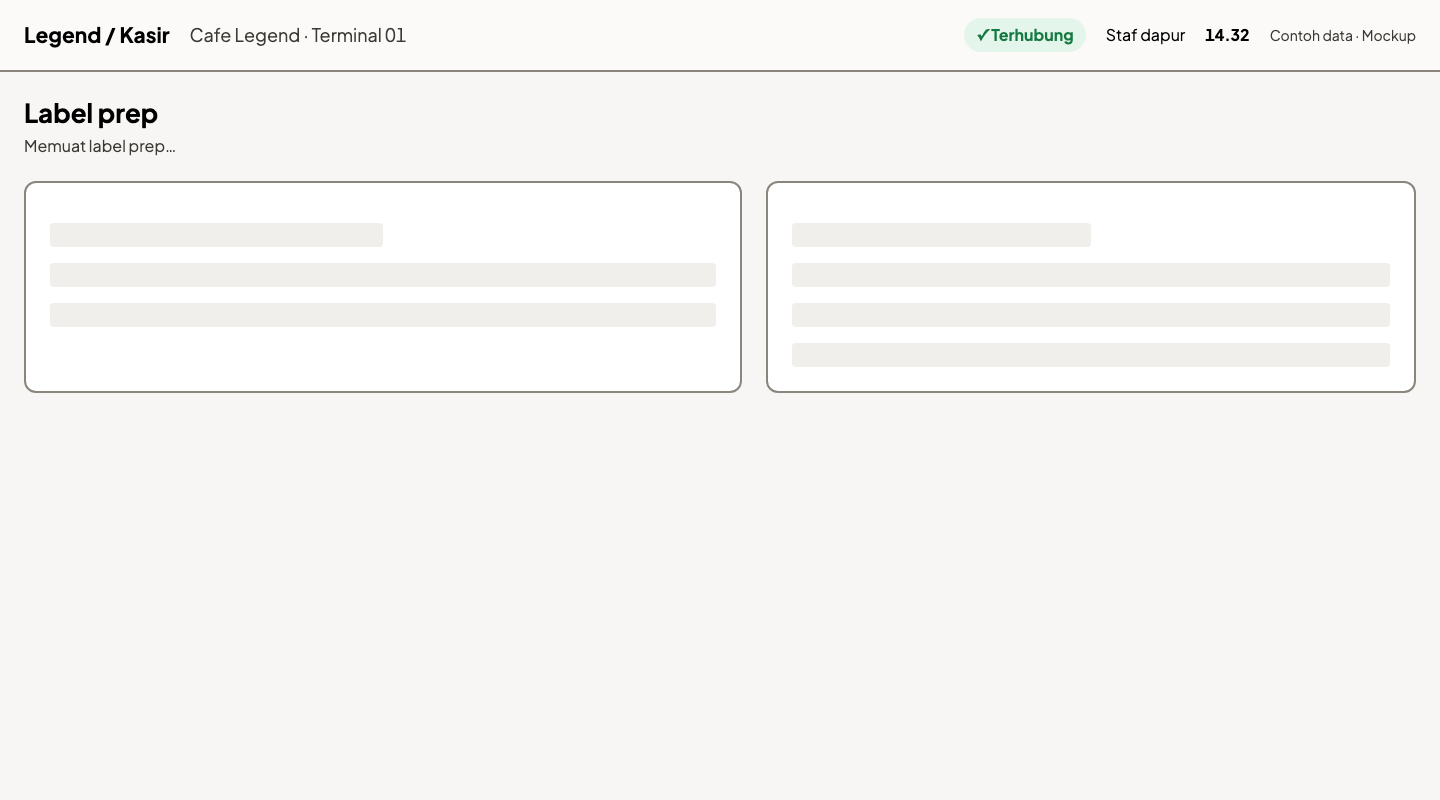 Legend / Kasir Cafe Legend · Terminal 01 ✓Terhubung Staf dapur 14.32 Contoh data · Mockup
Label prep
Memuat label prep…